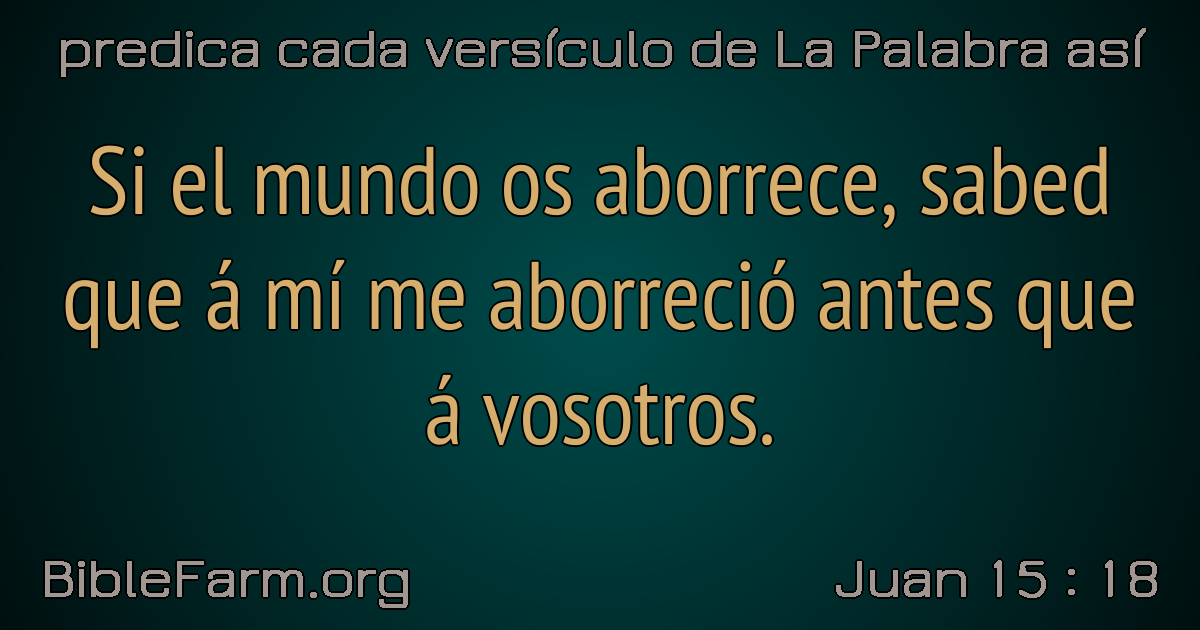 predica cada versículo de La Palabra así
Si el mundo os aborrece, sabed
que á mí me aborreció antes que
á vosotros.
BibleFarm.org
Juan 15 : 18